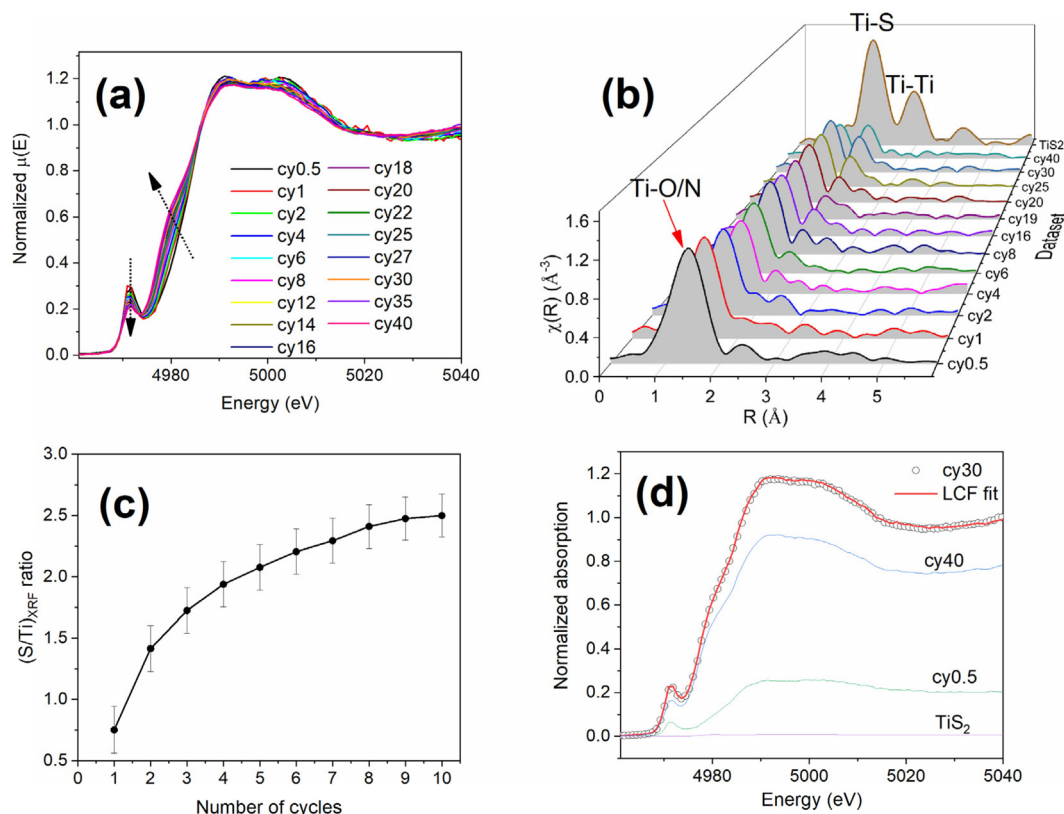 (a)
Normalized μ(E)
1.2
1.0
0.8
0.6
0.4
0.2
0.0
cy0.5
cy1
cy2
cy4
cy6
cy8
cy12
cy14
cy16
cy18
cy20
cy22
cy25
cy27
cy30
cy35
cy40
4980 5000 5020 5040
Energy (eV)
(b)
Ti-S
Ti-Ti
Ti-O/N
χ(R) (Å⁻³)
1.6
1.2
0.8
0.4
0.0
0 1 2 3 4 5
R (Å)
TiS2
cy40
cy30
cy25
cy20
cy19
cy16
cy8
cy6
cy4
cy2
cy1
cy0.5
Dataset
(c)
(S/Ti)XRF ratio
3.0
2.5
2.0
1.5
1.0
0.5
0 1 2 3 4 5 6 7 8 9 10
Number of cycles
(d)
Normalized absorption
1.2
1.0
0.8
0.6
0.4
0.2
0.0
cy30
LCF fit
cy40
cy0.5
TiS₂
4980 5000 5020 5040
Energy (eV)